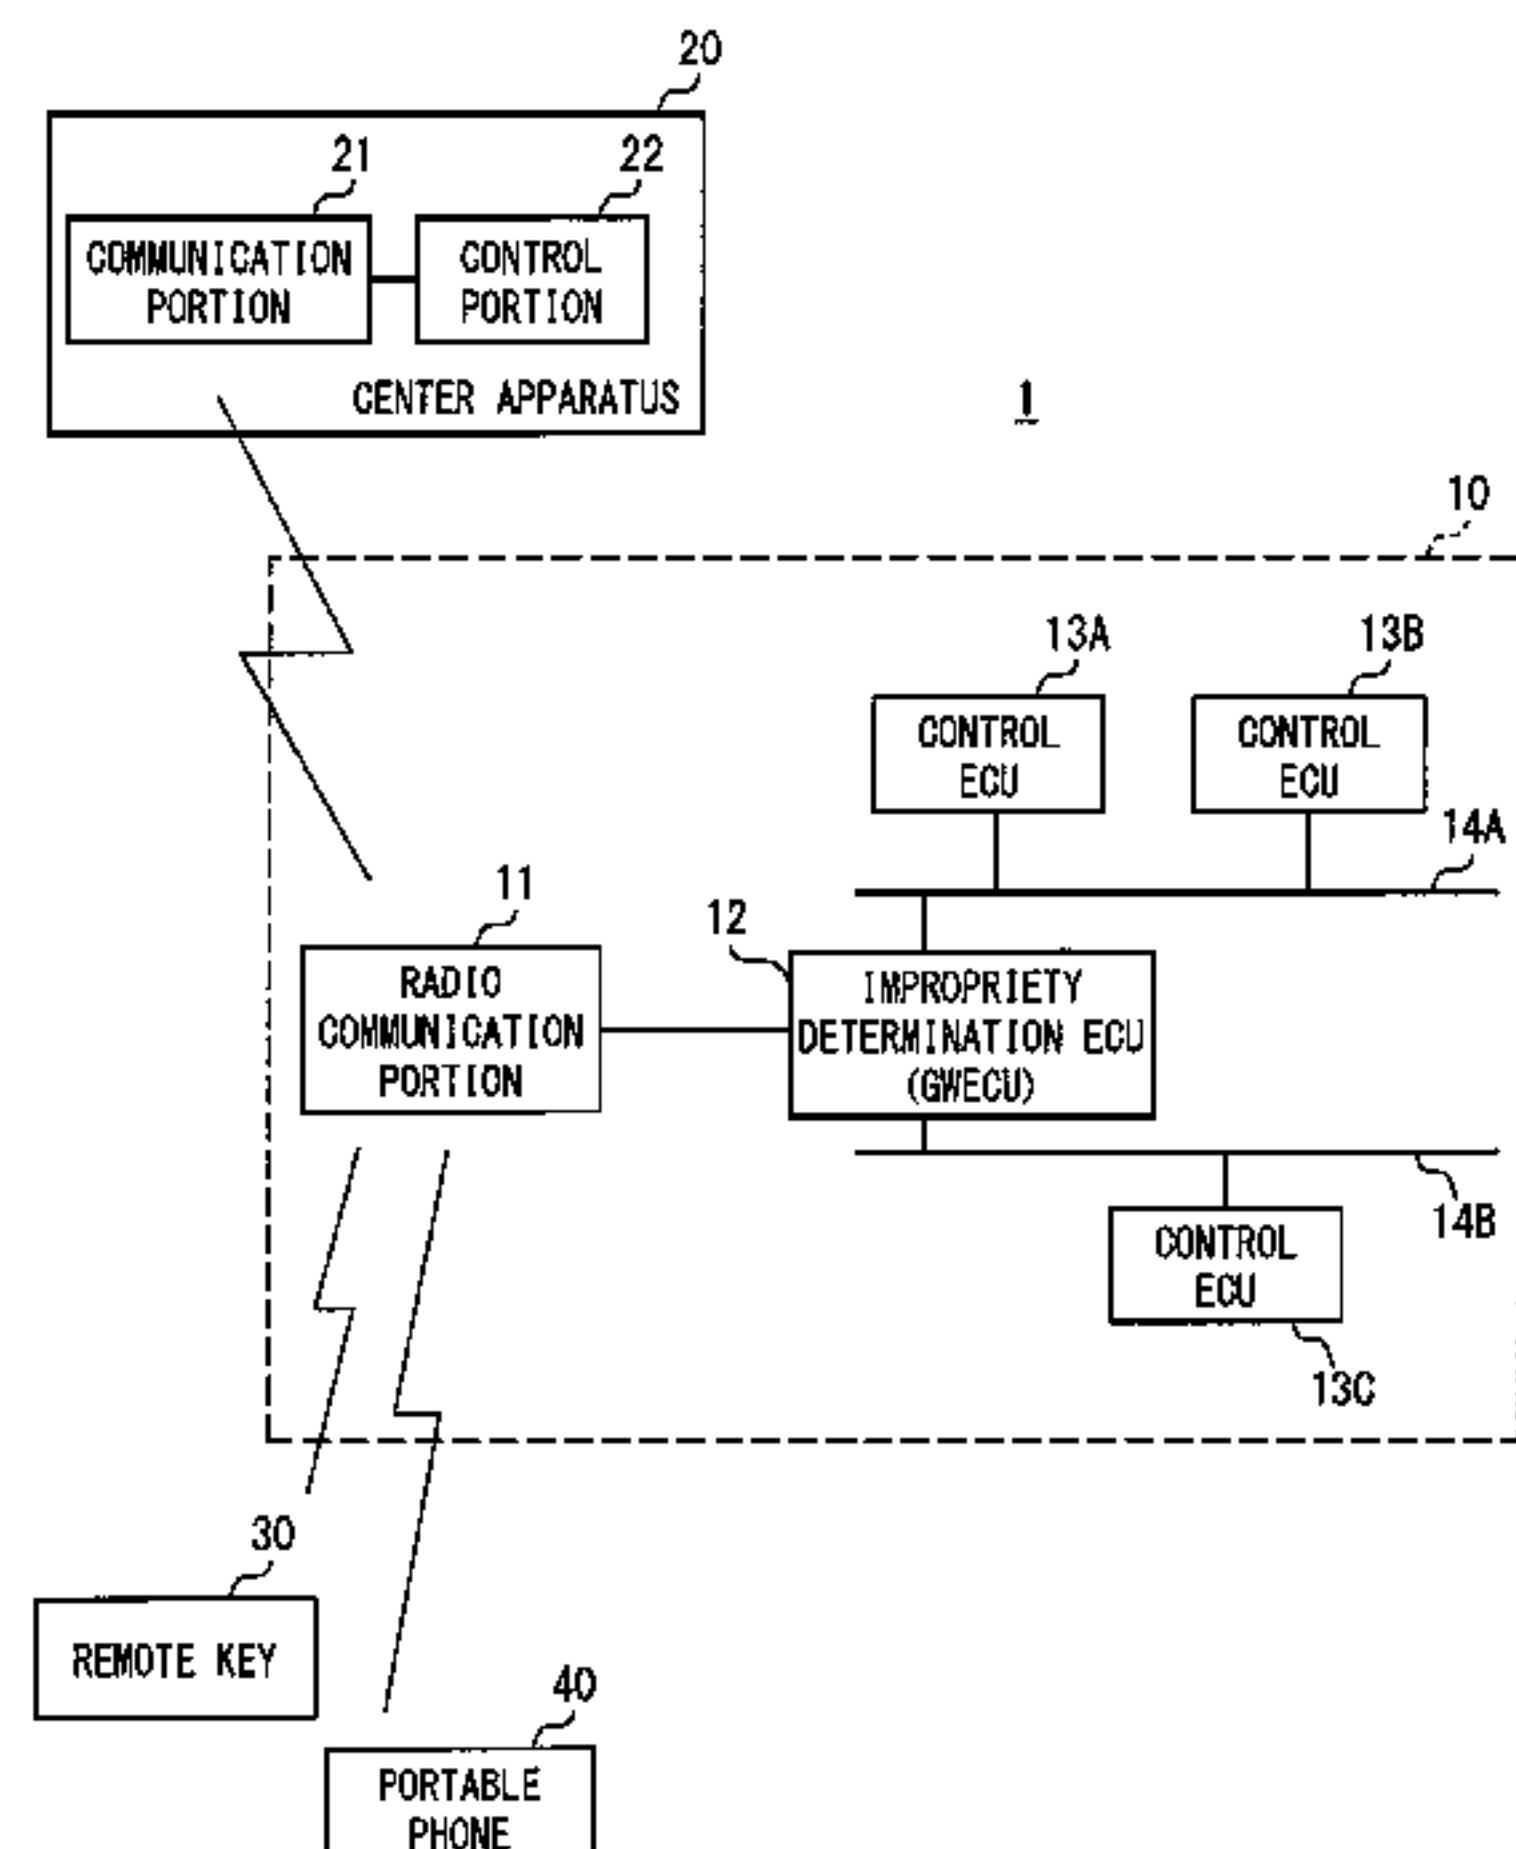 20
21
22
COMMUNICATION
PORTION
CONTROL
PORTION
CENTER APPARATUS
1
10
13A
13B
CONTROL
ECU
CONTROL
ECU
14A
11
12
RADIO
COMMUNICATION
PORTION
IMPROPRIETY
DETERMINATION ECU
(GWECU)
14B
CONTROL
ECU
13C
30
REMOTE KEY
40
PORTABLE
PHONE